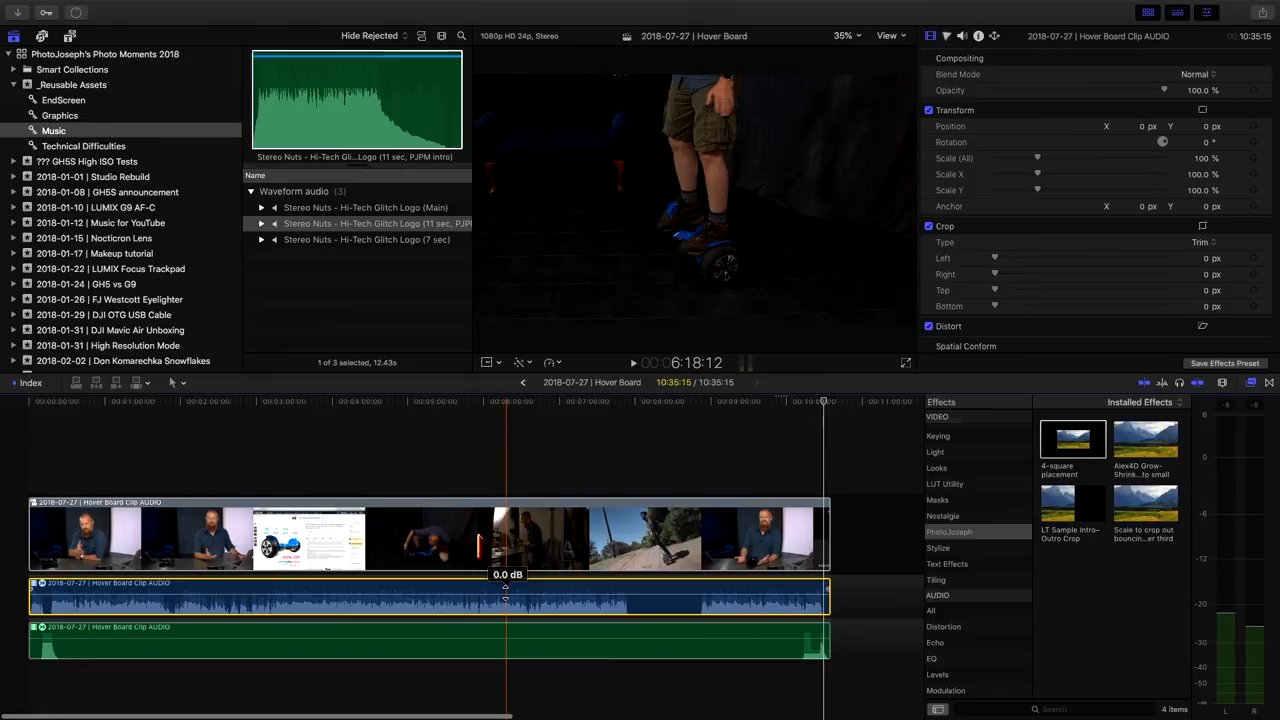 Hide Rejected
1080p HD 24p, Stereo
2018-07-27 | Hover Board
35%
View
2018-07-27 | Hover Board Clip AUDIO
00:00:10:35:15
PhotoJoseph's Photo Moments 2018
Smart Collections
_Reusable Assets
EndScreen
Graphics
Music
Technical Difficulties
??? GHSS High ISO Tests
2018-01-01 | Studio Rebuild
2018-01-08 | GH5S announcement
2018-01-10 | LUMIX G9 AF-C
2018-01-12 | Music for YouTube
2018-01-15 | Nocticron Lens
2018-01-17 | Makeup tutorial
2018-01-22 | LUMIX Focus Trackpad
2018-01-24 | GH5 vs G9
2018-01-26 | FJ Westcott Eyelighter
2018-01-29 | DJI OTG USB Cable
2018-01-31 | DJI Mavic Air Unboxing
2018-01-31 | High Resolution Mode
2018-02-02 | Don Komarechka Snowflakes
Stereo Nuts - Hi-Tech Gli...Logo (11 sec, PJPM intro)
Name
Waveform audio (3)
Stereo Nuts - Hi-Tech Glitch Logo (Main)
Stereo Nuts - Hi-Tech Glitch Logo (11 sec, PJPM
Stereo Nuts - Hi-Tech Glitch Logo (7 sec)
1 of 3 selected, 12.43s
00:00:6:18:12
Compositing
Blend Mode Normal
Opacity 100.0 %
Transform
Position X 0 px Y 0 px
Rotation 0 °
Scale (All) 100 %
Scale X 100.0 %
Scale Y 100.0 %
Anchor X 0 px Y 0 px
Crop
Type Trim
Left 0 px
Right 0 px
Top 0 px
Bottom 0 px
Distort
Spatial Conform
Save Effects Preset
Index
2018-07-27 | Hover Board
10:35:15 / 10:35:15
00:00:00:00
00:01:00:00
00:02:00:00
00:03:00:00
00:04:00:00
00:05:00:00
00:06:00:00
00:07:00:00
00:08:00:00
00:09:00:00
00:10:00:00
00:11:00:00
2018-07-27 | Hover Board Clip AUDIO
0.0 dB
2018-07-27 | Hover Board Clip AUDIO
2018-07-27 | Hover Board Clip AUDIO
Effects
Installed Effects
VIDEO
Keying
Light
Looks
LUT Utility
Masks
Nostalgia
PhotoJoseph
Stylize
Text Effects
Tiling
AUDIO
All
Distortion
Echo
EQ
Levels
Modulation
4-square
placement
Alex4D Grow-
Shrink...to small
LT Sample Intro-
Outro Crop
Scale to crop out
bouncin...er third
Search
4 items
-8 -8
6
0
-6
-12
-20
-30
-40
-50
-∞
L R